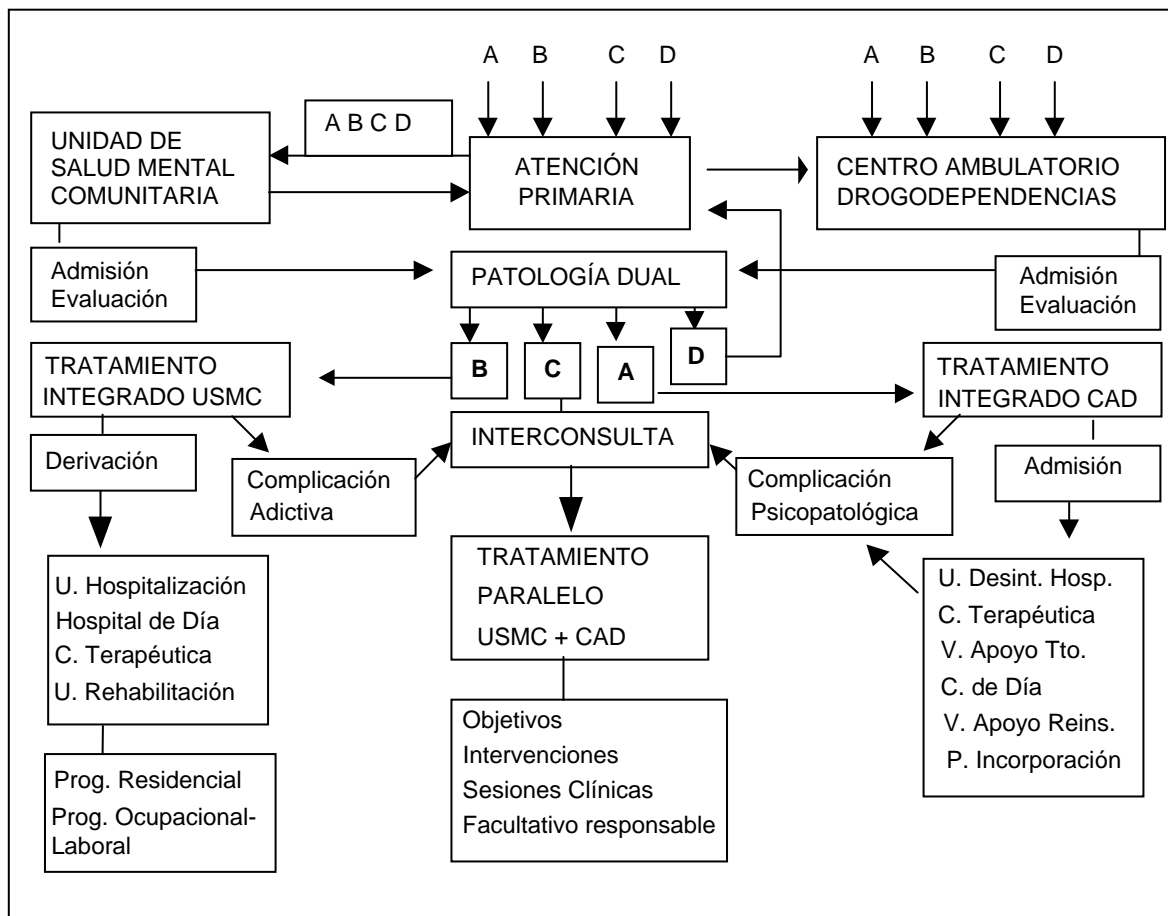 A B C D
A B C D
A B C D
UNIDAD DE
SALUD MENTAL
COMUNITARIA
ATENCIÓN
PRIMARIA
CENTRO AMBULATORIO
DROGODEPENDENCIAS
Admisión
Evaluación
PATOLOGÍA DUAL
Admisión
Evaluación
B
C
A
D
TRATAMIENTO
INTEGRADO USMC
TRATAMIENTO
INTEGRADO CAD
INTERCONSULTA
Derivación
Complicación
Adictiva
Complicación
Psicopatológica
Admisión
U. Hospitalización
Hospital de Día
C. Terapéutica
U. Rehabilitación
TRATAMIENTO
PARALELO
USMC + CAD
U. Desint. Hosp.
C. Terapéutica
V. Apoyo Tto.
C. de Día
V. Apoyo Reins.
P. Incorporación
Prog. Residencial
Prog. Ocupacional-
Laboral
Objetivos
Intervenciones
Sesiones Clínicas
Facultativo responsable